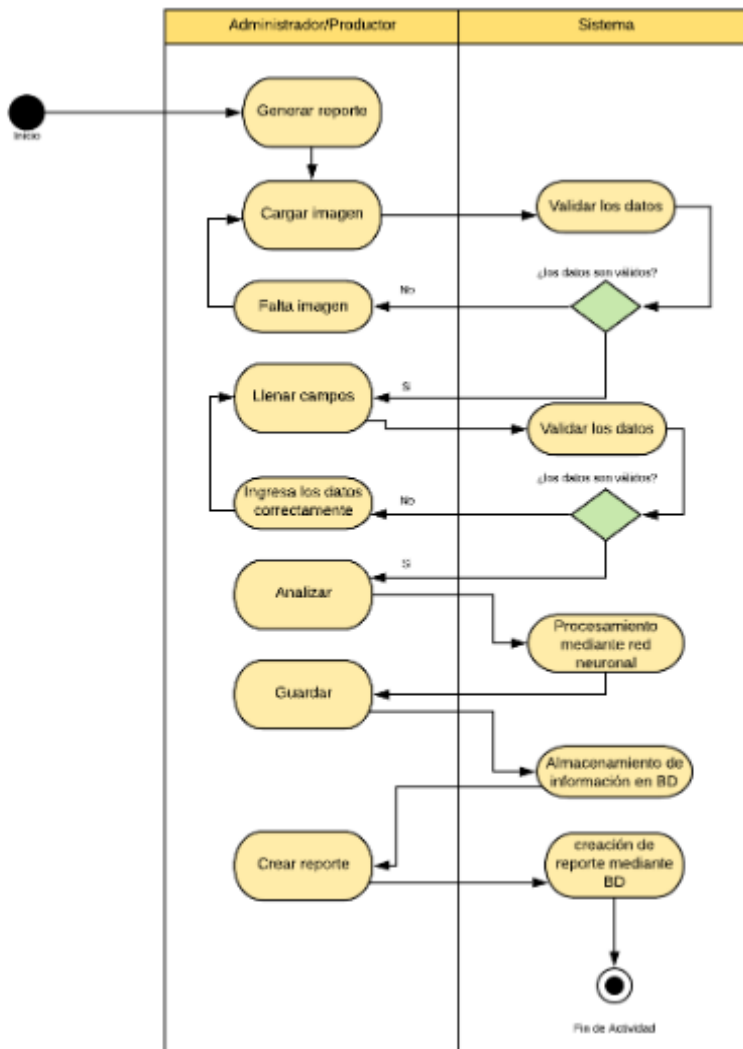 Administrador/Productor
Sistema
Inicio
Generar reporte
Cargar imagen
Validar los datos
¿los datos son válidos?
No
Falta imagen
Si
Llenar campos
Validar los datos
¿los datos son válidos?
No
Ingresa los datos
correctamente
Si
Analizar
Procesamiento
mediante red
neuronal
Guardar
Almacenamiento de
información en BD
Crear reporte
creación de
reporte mediante
BD
Fin de Actividad